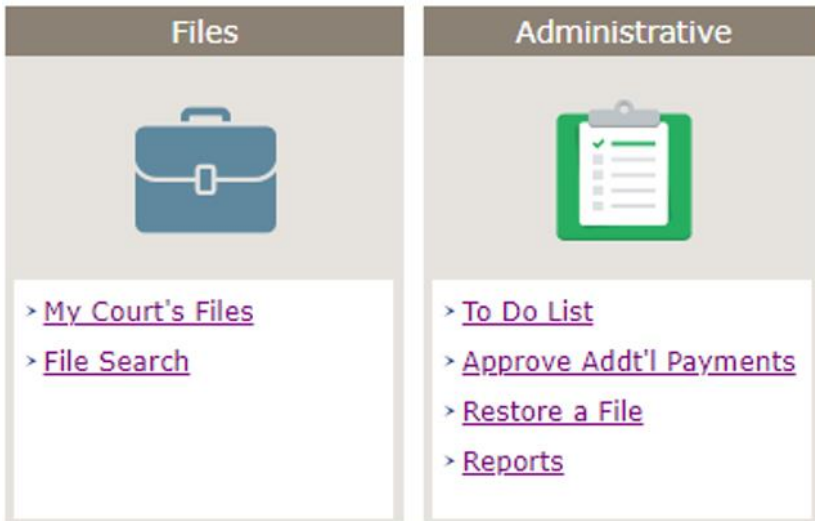 Files
My Court's Files
File Search
Administrative
To Do List
Approve Addt'l Payments
Restore a File
Reports